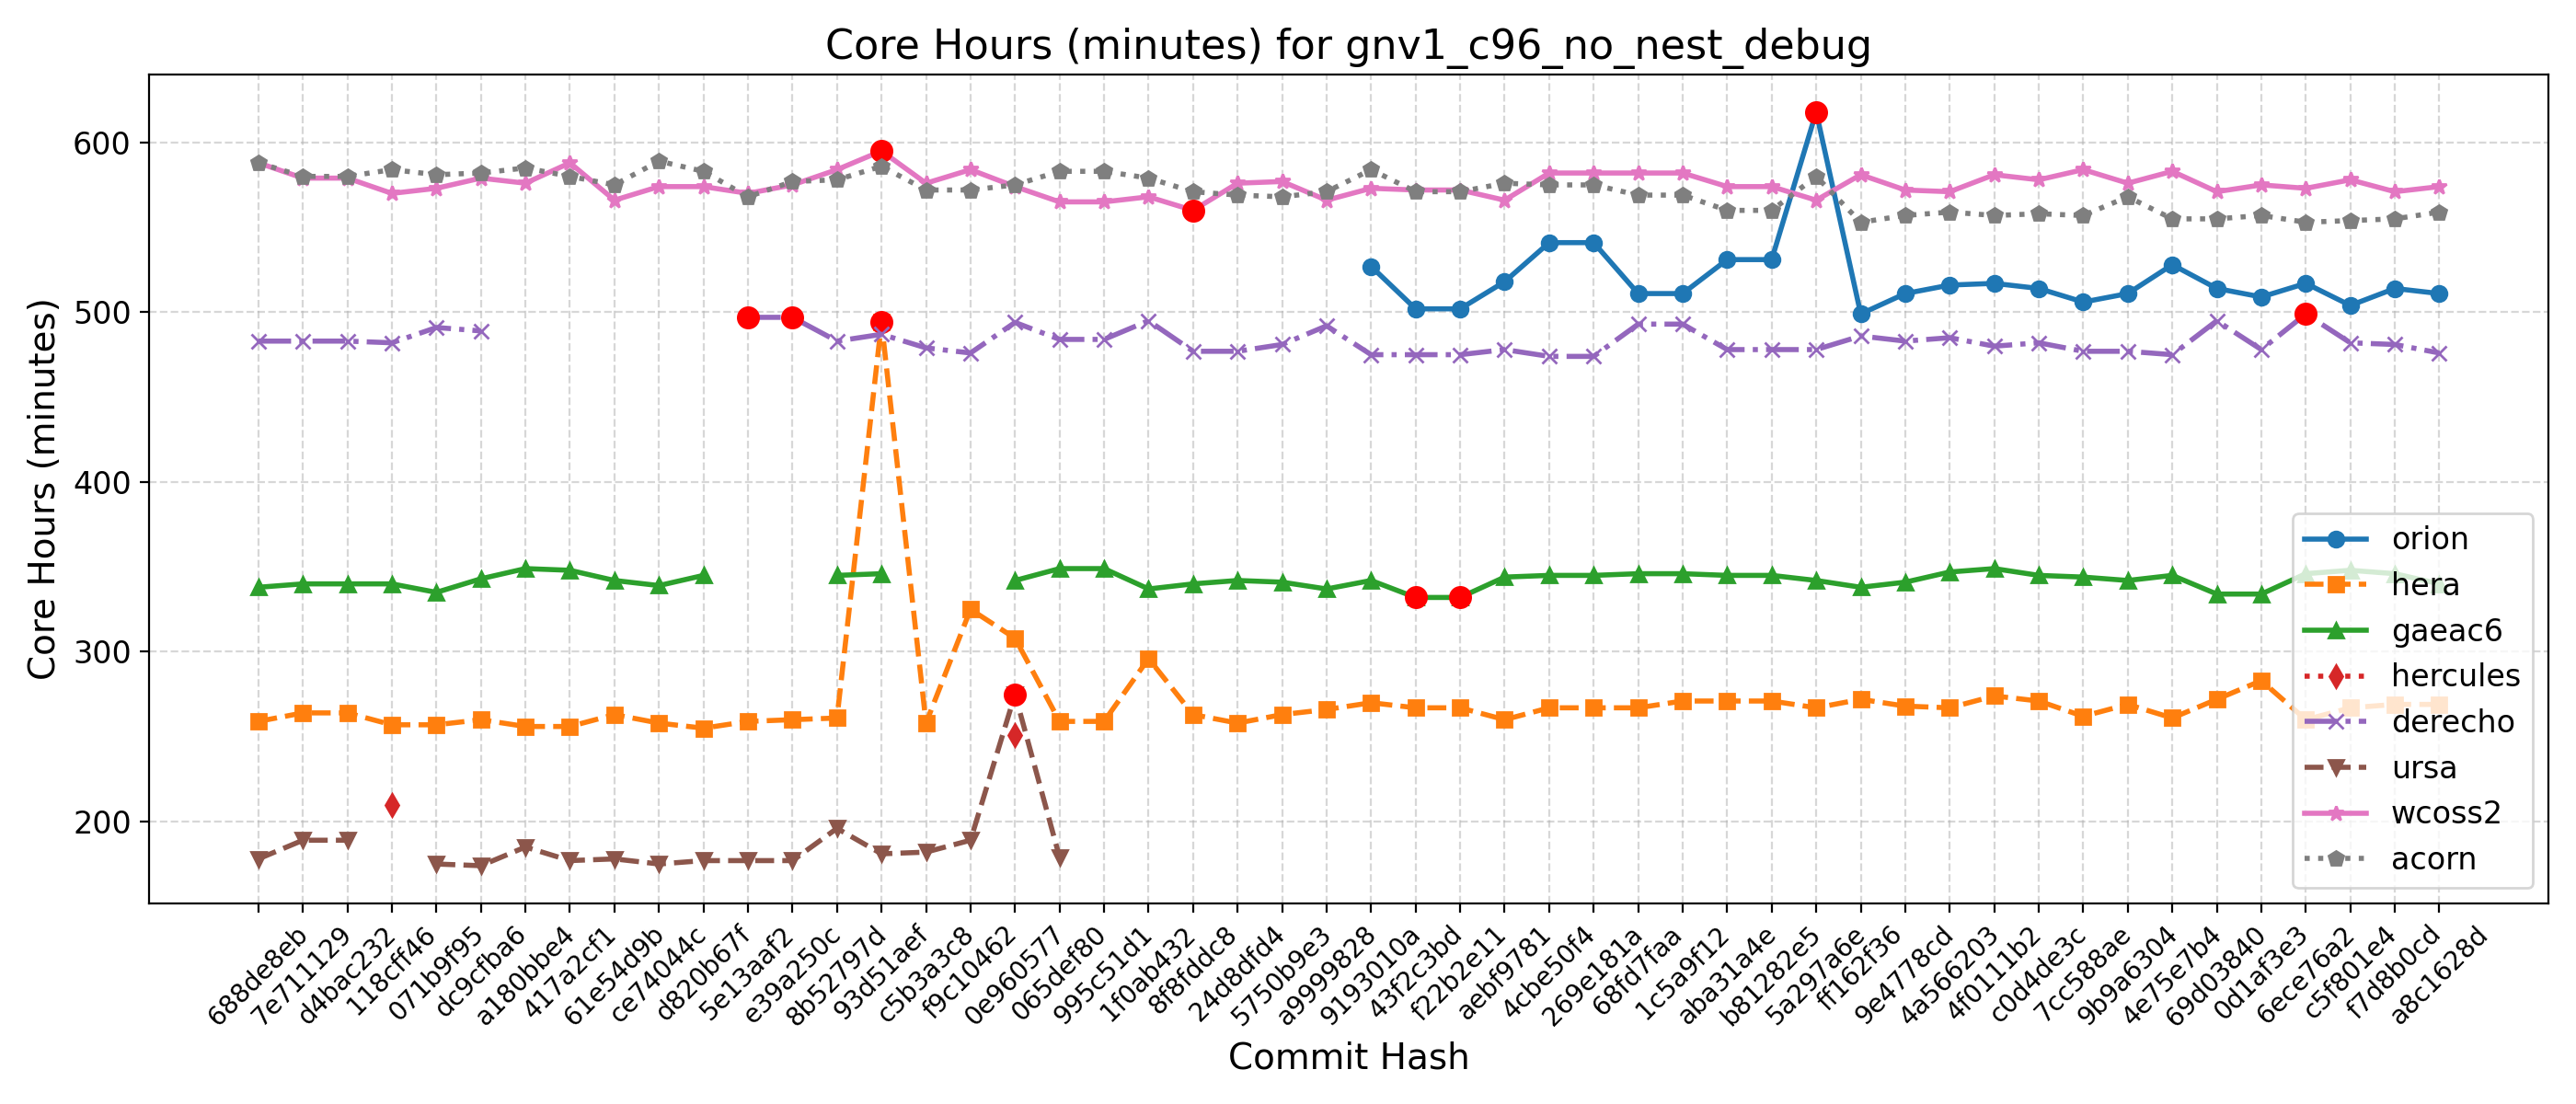 Core Hours (minutes) for gnv1_c96_no_nest_debug
Core Hours (minutes)
600
500
400
300
200
orion
hera
gaeac6
hercules
derecho
ursa
wcoss2
acorn
688de8eb
7e711129
d4bac232
118cff46
071b9f95
dc9cfba6
a180bbe4
417a2cf1
61e54d9b
ce74044c
d820b67f
5e13aaf2
e39a250c
8b52797d
93d51aef
c5b3a3c8
f9c10462
0e960577
065def80
995c51d1
1f0ab432
8f8fddc8
24d8dfd4
5750b9e3
a9999828
9193010a
43f2c3bd
f22b2e11
aebf9781
4cbe50f4
269e181a
68fd7faa
1c5a9f12
aba31a4e
b81282e5
5a297a6e
ff162f36
9e4778cd
4a566203
4f0111b2
c0d4de3c
7cc588ae
9b9a6304
4e75e7b4
69d03840
0d1af3e3
6ece76a2
c5f801e4
f7d8b0cd
a8c1628d
Commit Hash